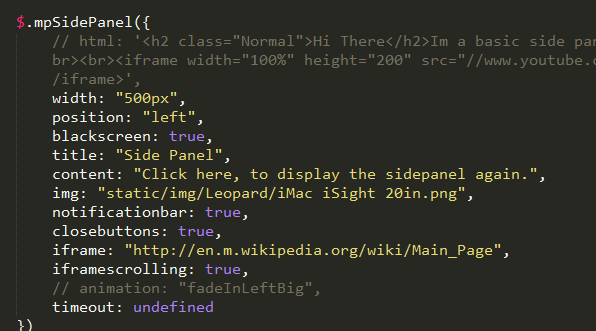 $.mpSidePanel({
// html: '<h2 class="Normal">Hi There</h2>Im a basic side
br><br><iframe width="100%" height="200" src="//www.youtube.
/iframe>',
width: "500px",
position: "left",
blackscreen: true,
title: "Side Panel",
content: "Click here, to display the sidepanel again.",
img: "static/img/Leopard/iMac iSight 20in.png",
notificationbar: true,
closebuttons: true,
iframe: "http://en.m.wikipedia.org/wiki/Main_Page",
iframescrolling: true,
// animation: "fadeInLeftBig",
timeout: undefined
})